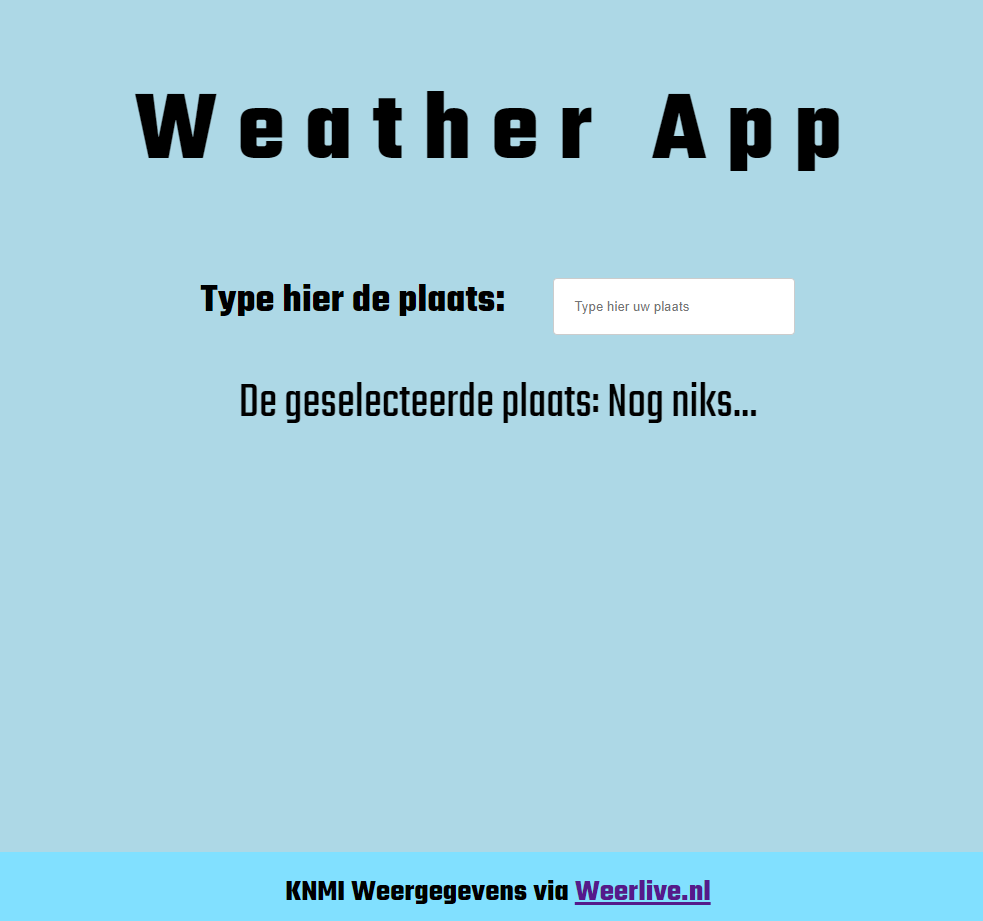 Weather App
Type hier de plaats: Type hier uw plaats
De geselecteerde plaats: Nog niks...
KNMI Weergegevens via Weerlive.nl